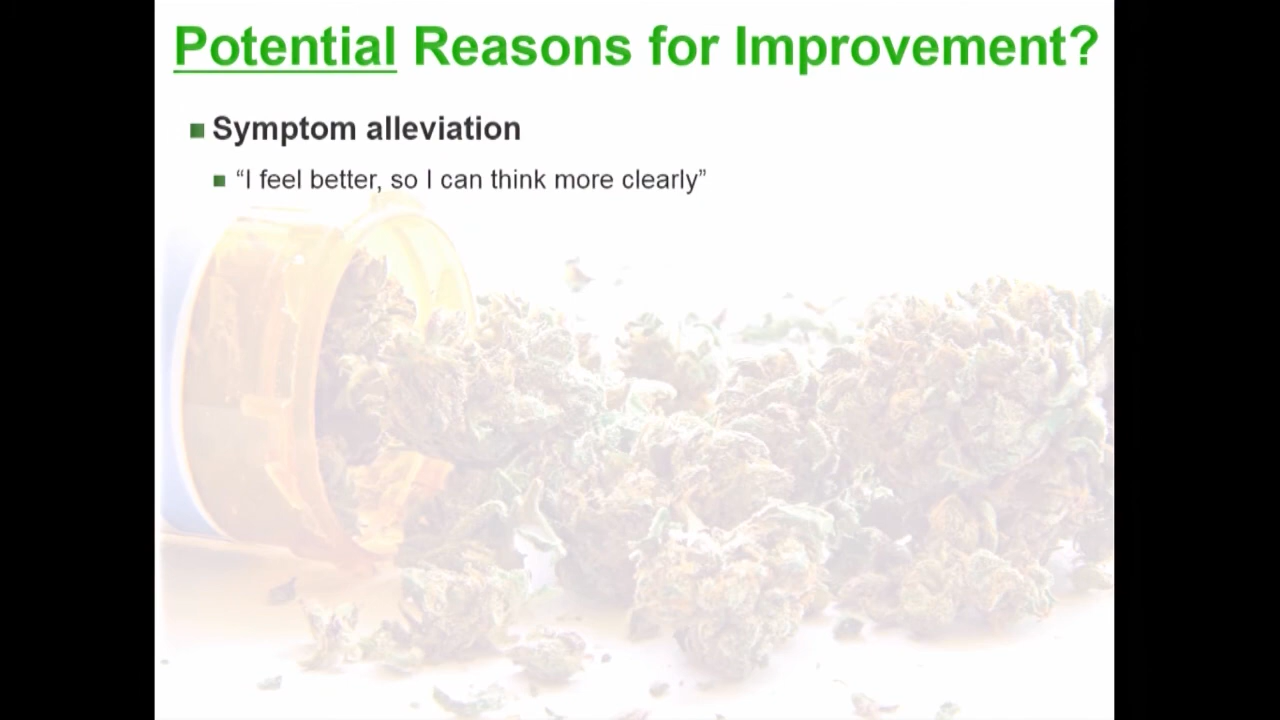 Potential Reasons for Improvement?
Symptom alleviation
“I feel better, so I can think more clearly”